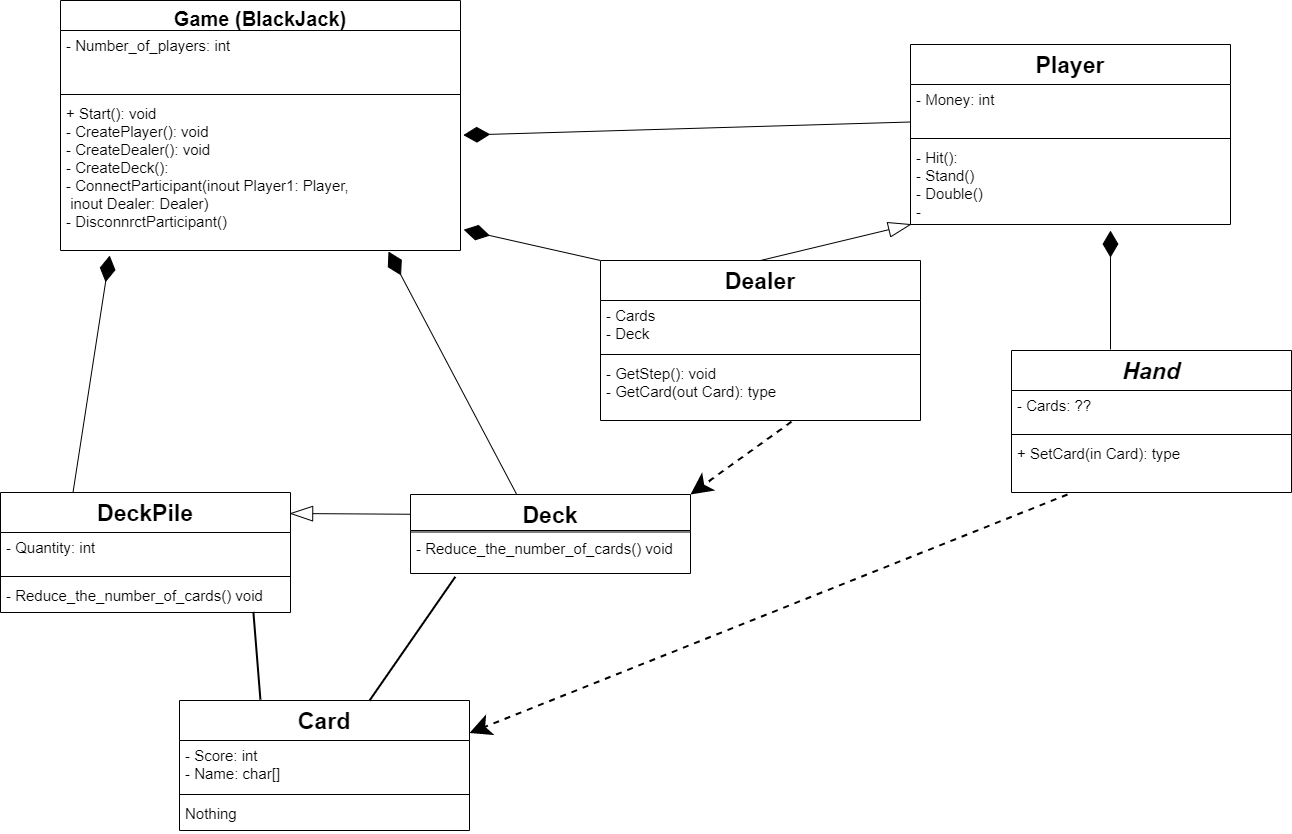 Game (BlackJack)
- Number_of_players: int
+ Start(): void
- CreatePlayer(): void
- CreateDealer(): void
- CreateDeck():
- ConnectParticipant(inout Player1: Player,
inout Dealer: Dealer)
- DisconnrctParticipant()
Player
- Money: int
- Hit():
- Stand()
- Double()
-
Dealer
- Cards
- Deck
- GetStep(): void
- GetCard(out Card): type
Hand
- Cards: ??
+ SetCard(in Card): type
DeckPile
- Quantity: int
- Reduce_the_number_of_cards() void
Deck
- Reduce_the_number_of_cards() void
Card
- Score: int
- Name: char[]
Nothing